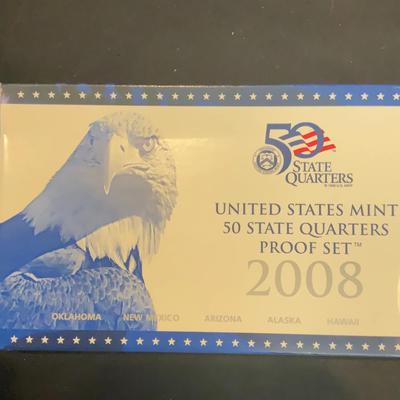 50
STATE
QUARTERS
UNITED STATES MINT
50 STATE QUARTERS
PROOF SET™
2008
OKLAHOMA NEW MEXICO ARIZONA ALASKA HAWAII